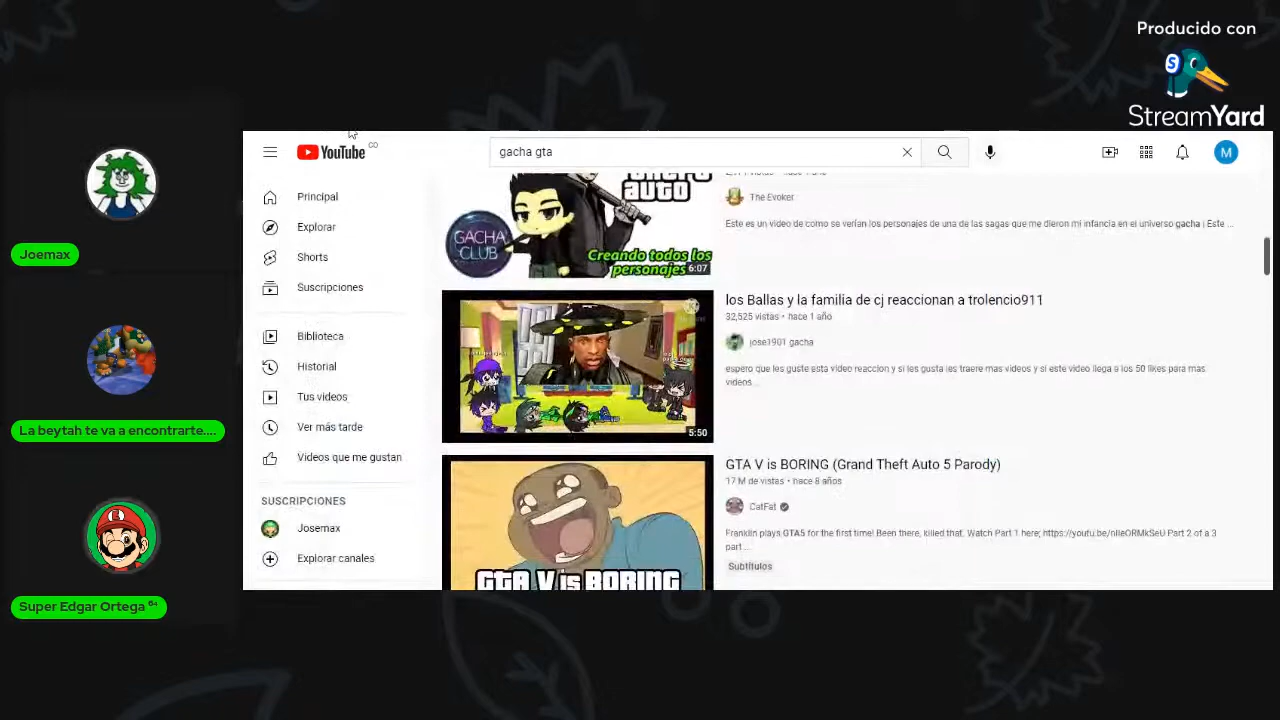 Producido con
StreamYard
Joemax
La beytah te va a encontrarte....
Super Edgar Ortega ⁶⁴
YouTube CO
gacha gta
M
Principal
Explorar
Shorts
Suscripciones
Biblioteca
Historial
Tus videos
Ver más tarde
Videos que me gustan
SUSCRIPCIONES
Josemax
Explorar canales
auto
GACHA
CLUB
Creando todos los
personajes
6:07
The Evoker
Este es un video de como se verían los personajes de una de las sagas que me dieron mi infancia en el universo gacha | Este ...
5:50
los Ballas y la familia de cj reaccionan a trolencio911
32,525 vistas • hace 1 año
jose1901 gacha
espero que les guste esta video reaccion y si les gusta les traere mas videos y si este video llega a los 50 likes para mas
videos...
GTA V is BORING
GTA V is BORING (Grand Theft Auto 5 Parody)
17 M de vistas • hace 8 años
CatFat
Franklin plays GTA5 for the first time! Been there, killed that. Watch Part 1 here; https://youtu.be/nIieORMkSeU Part 2 of a 3
part ...
Subtítulos